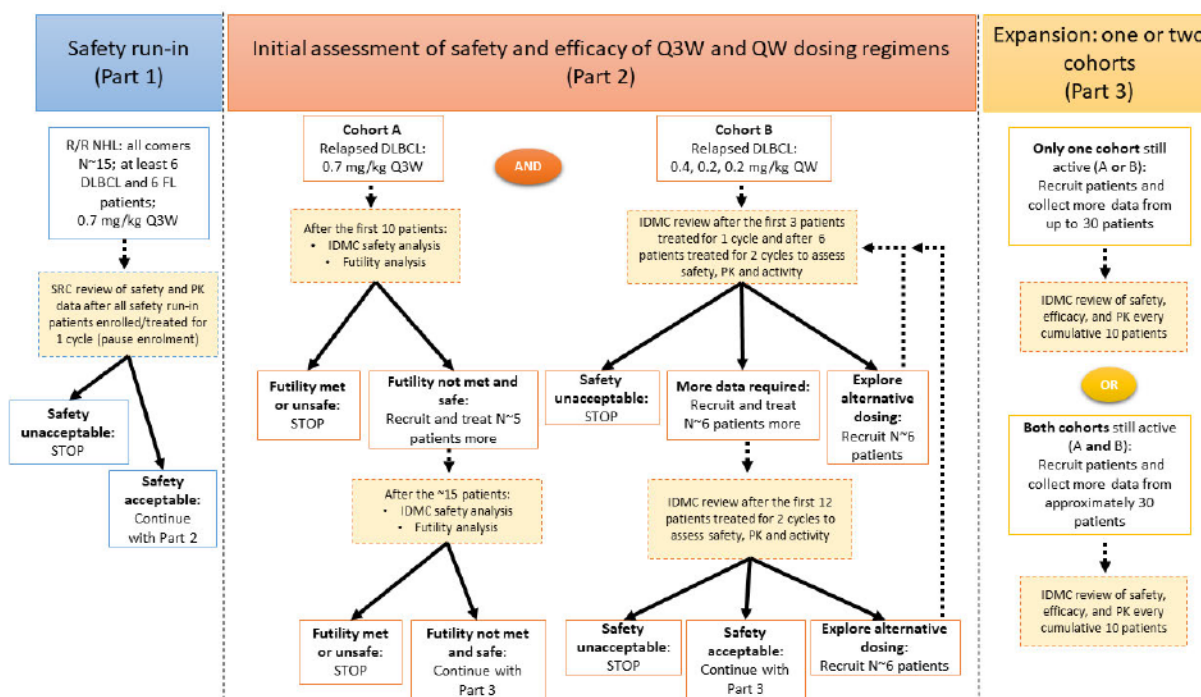 Safety run-in
(Part 1)
R/R NHL: all comers
N~15; at least 6
DLBCL and 6 FL
patients;
0.7 mg/kg Q3W
SRC review of safety and PK
data after all safety run-in
patients enrolled/treated for
1 cycle (pause enrolment)
Safety
unacceptable:
STOP
Safety
acceptable:
Continue
with Part 2
Initial assessment of safety and efficacy of Q3W and QW dosing regimens
(Part 2)
Cohort A
Relapsed DLBCL:
0.7 mg/kg Q3W
After the first 10 patients:
• IDMC safety analysis
• Futility analysis
Futility met
or unsafe:
STOP
Futility not met and
safe:
Recruit and treat N~5
patients more
After the ~15 patients:
• IDMC safety analysis
• Futility analysis
Futility met
or unsafe:
STOP
Futility not met
and safe:
Continue with
Part 3
AND
Cohort B
Relapsed DLBCL:
0.4, 0.2, 0.2 mg/kg QW
IDMC review after the first 3 patients
treated for 1 cycle and after 6
patients treated for 2 cycles to assess
safety, PK and activity
Safety
unacceptable:
STOP
More data required:
Recruit and treat
N~6 patients more
Explore
alternative
dosing:
Recruit N~6
patients
IDMC review after the first 12
patients treated for 2 cycles to
assess safety, PK and activity
Safety
unacceptable:
STOP
Safety
acceptable:
Continue with
Part 3
Explore alternative
dosing:
Recruit N~6 patients
Expansion: one or two
cohorts
(Part 3)
Only one cohort still
active (A or B):
Recruit patients and
collect more data from
up to 30 patients
IDMC review of safety,
efficacy, and PK every
cumulative 10 patients
OR
Both cohorts still active
(A and B):
Recruit patients and
collect more data from
approximately 30
patients
IDMC review of safety,
efficacy, and PK every
cumulative 10 patients